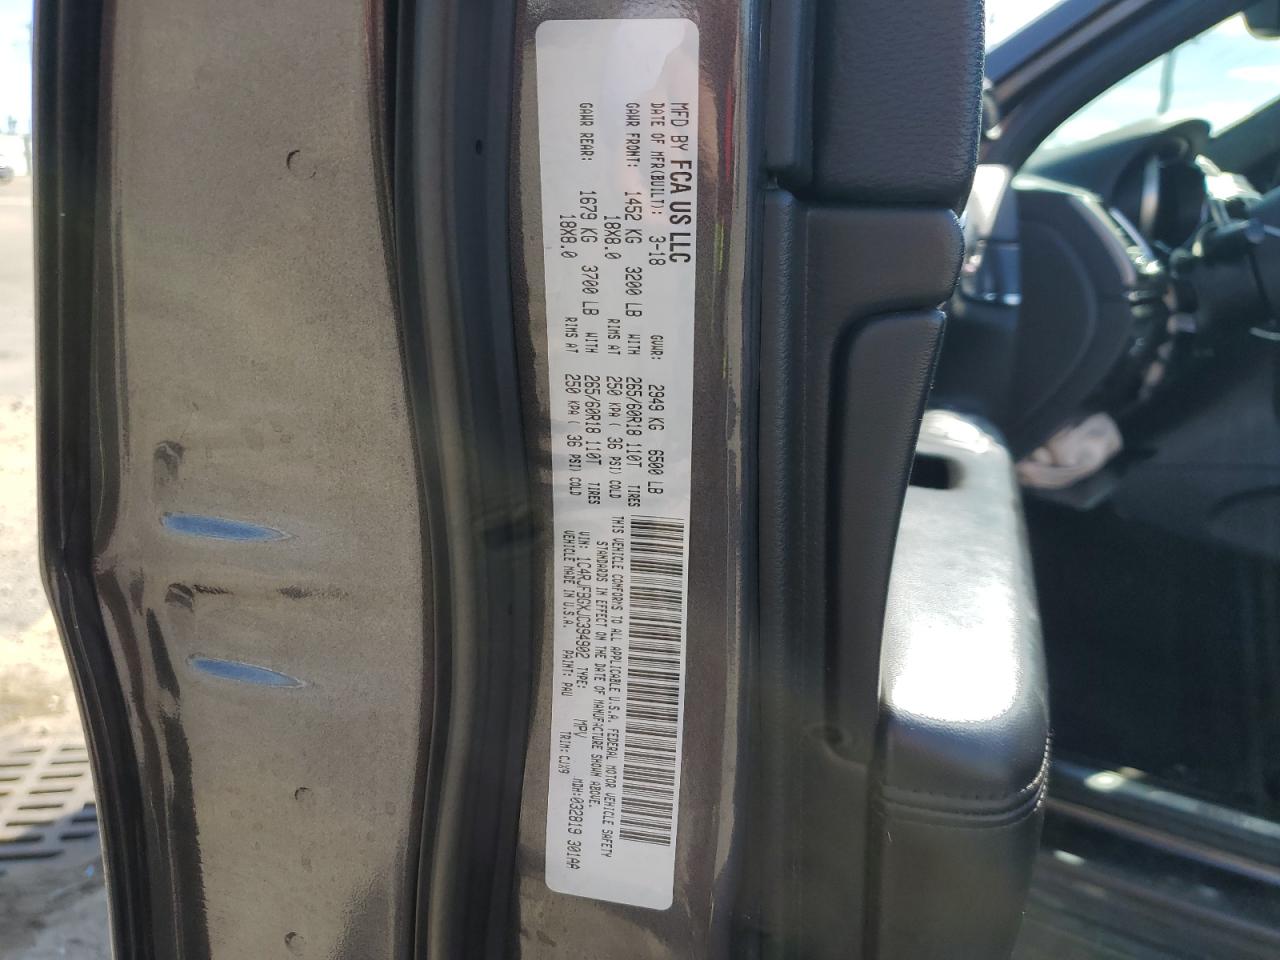 MFD BY FCA US LLC
DATE OF MFR(BUILT): 3-18 GVWR: 2949 KG 6500 LB
GAWR FRONT: 1452 KG 3200 LB WITH 265/60R18 110T TIRES
18X8.0 RIMS AT 250 KPA ( 36 PSI) COLD
GAWR REAR: 1679 KG 3700 LB WITH 265/60R18 110T TIRES
18X8.0 RIMS AT 250 KPA ( 36 PSI) COLD
THIS VEHICLE CONFORMS TO ALL APPLICABLE U.S.A. FEDERAL MOTOR VEHICLE SAFETY
STANDARDS IN EFFECT ON THE DATE OF MANUFACTURE SHOWN ABOVE.
VIN: 1C4RJFBGXJC394902 TYPE: MPV MDH:032819 301AA
VEHICLE MADE IN U.S.A. PAINT: PAU TRIM: CJX9